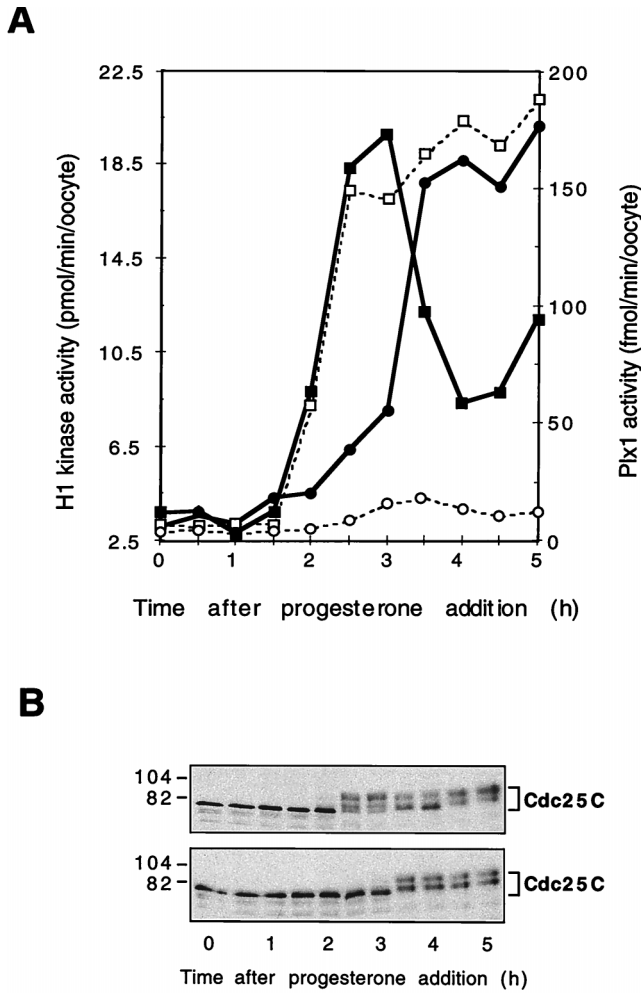 A
22.5
18.5
14.5
10.5
6.5
2.5
H1 kinase activity (pmol/min/oocyte)
200
150
100
50
0
Plx1 activity (fmol/min/oocyte)
0 1 2 3 4 5
Time after progesterone addition (h)
B
104
82
Cdc25C
104
82
Cdc25C
0 1 2 3 4 5
Time after progesterone addition (h)